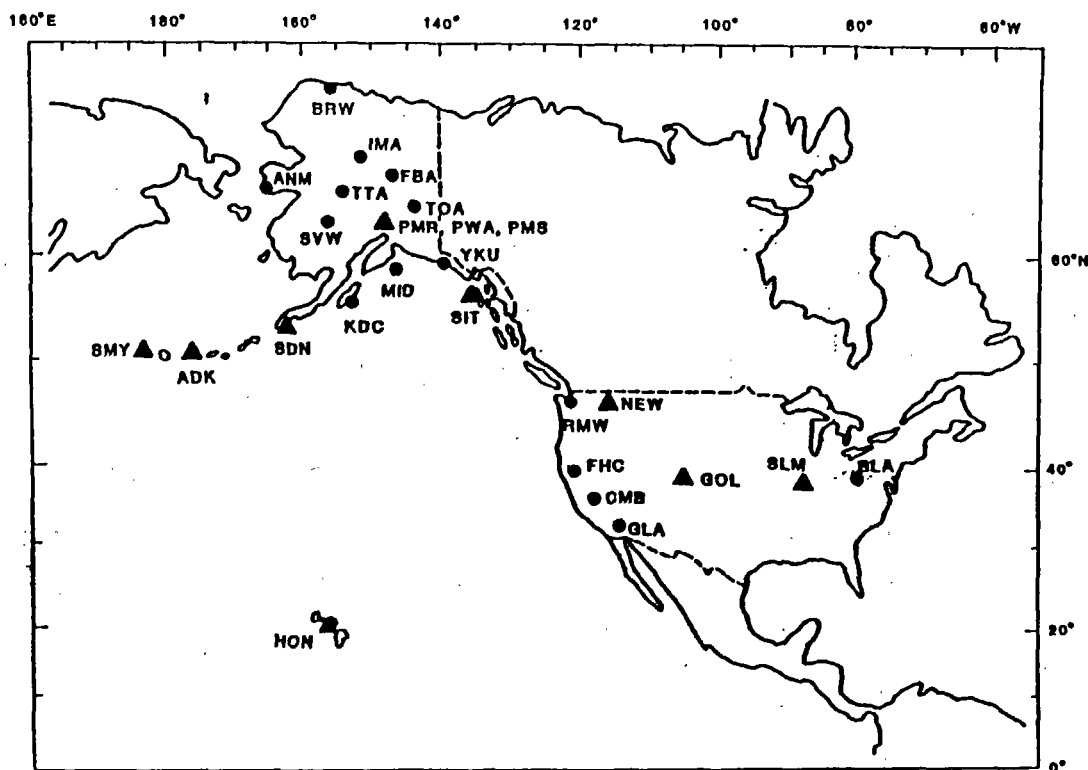 160°E 180° 160° 140° 120° 100° 80° 60°W
BRW
IMA
ANM
FBA
TTA
TOA
SVW
PMR, PWA, PMS
YKU
60°N
MID
KDC
SIT
SDN
SMY
ADK
NEW
RMW
FHC
GOL
SLM
BLA
40°
CMB
GLA
HON
20°
0°